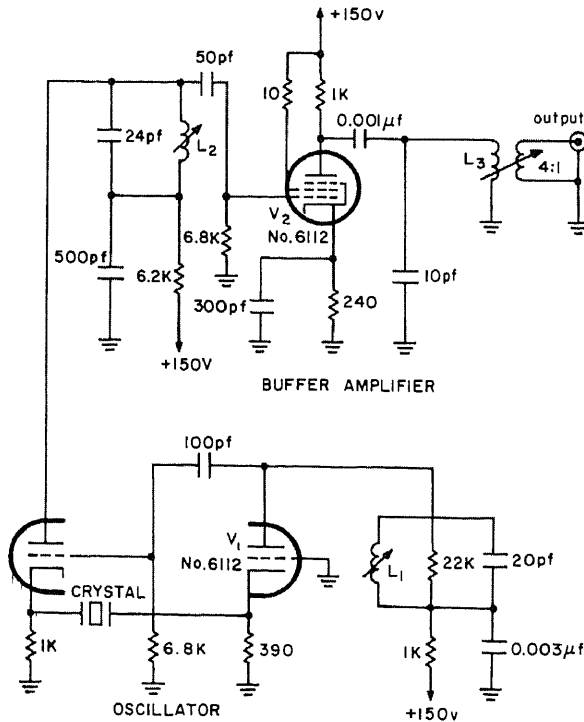 +150v
50pf
10
1K
0.001µf
output
24pf
L2
L3
4:1
V2
No.6112
500pf
6.8K
6.2K
300pf
240
10pf
+150V
BUFFER AMPLIFIER
100pf
V1
No.6112
L1
22K
20pf
CRYSTAL
1K
6.8K
390
1K
0.003µf
OSCILLATOR
+150v